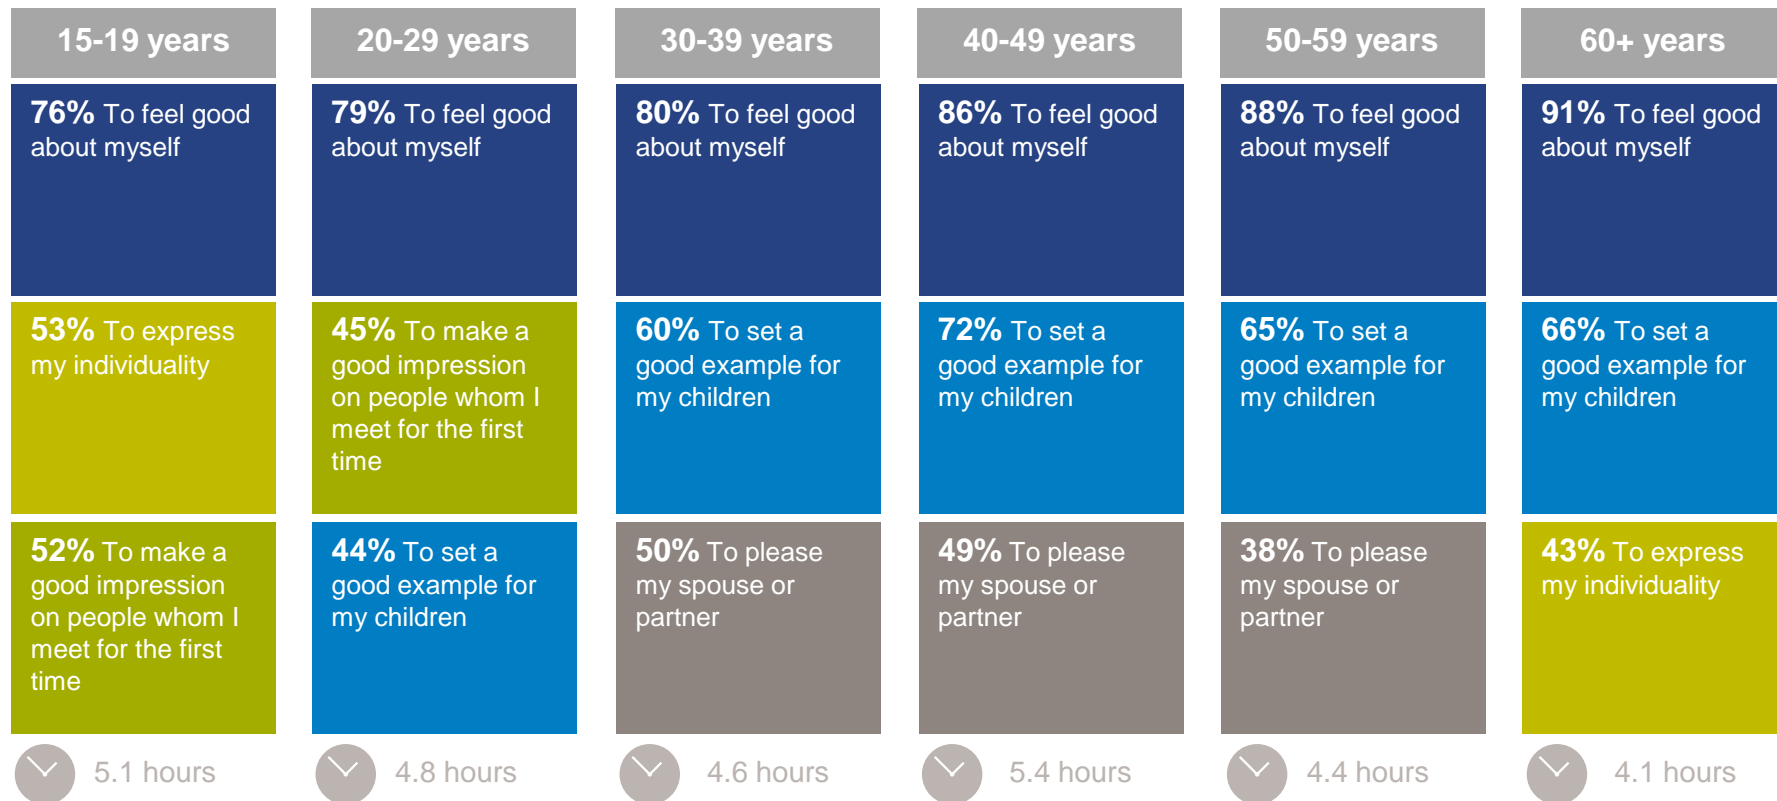 15-19 years
20-29 years
30-39 years
40-49 years
50-59 years
60+ years
76% To feel good
about myself
79% To feel good
about myself
80% To feel good
about myself
86% To feel good
about myself
88% To feel good
about myself
91% To feel good
about myself
53% To express
my individuality
45% To make a
good impression
on people whom I
meet for the first
time
60% To set a
good example for
my children
72% To set a
good example for
my children
65% To set a
good example for
my children
66% To set a
good example for
my children
52% To make a
good impression
on people whom I
meet for the first
time
44% To set a
good example for
my children
50% To please
my spouse or
partner
49% To please
my spouse or
partner
38% To please
my spouse or
partner
43% To express
my individuality
5.1 hours
4.8 hours
4.6 hours
5.4 hours
4.4 hours
4.1 hours